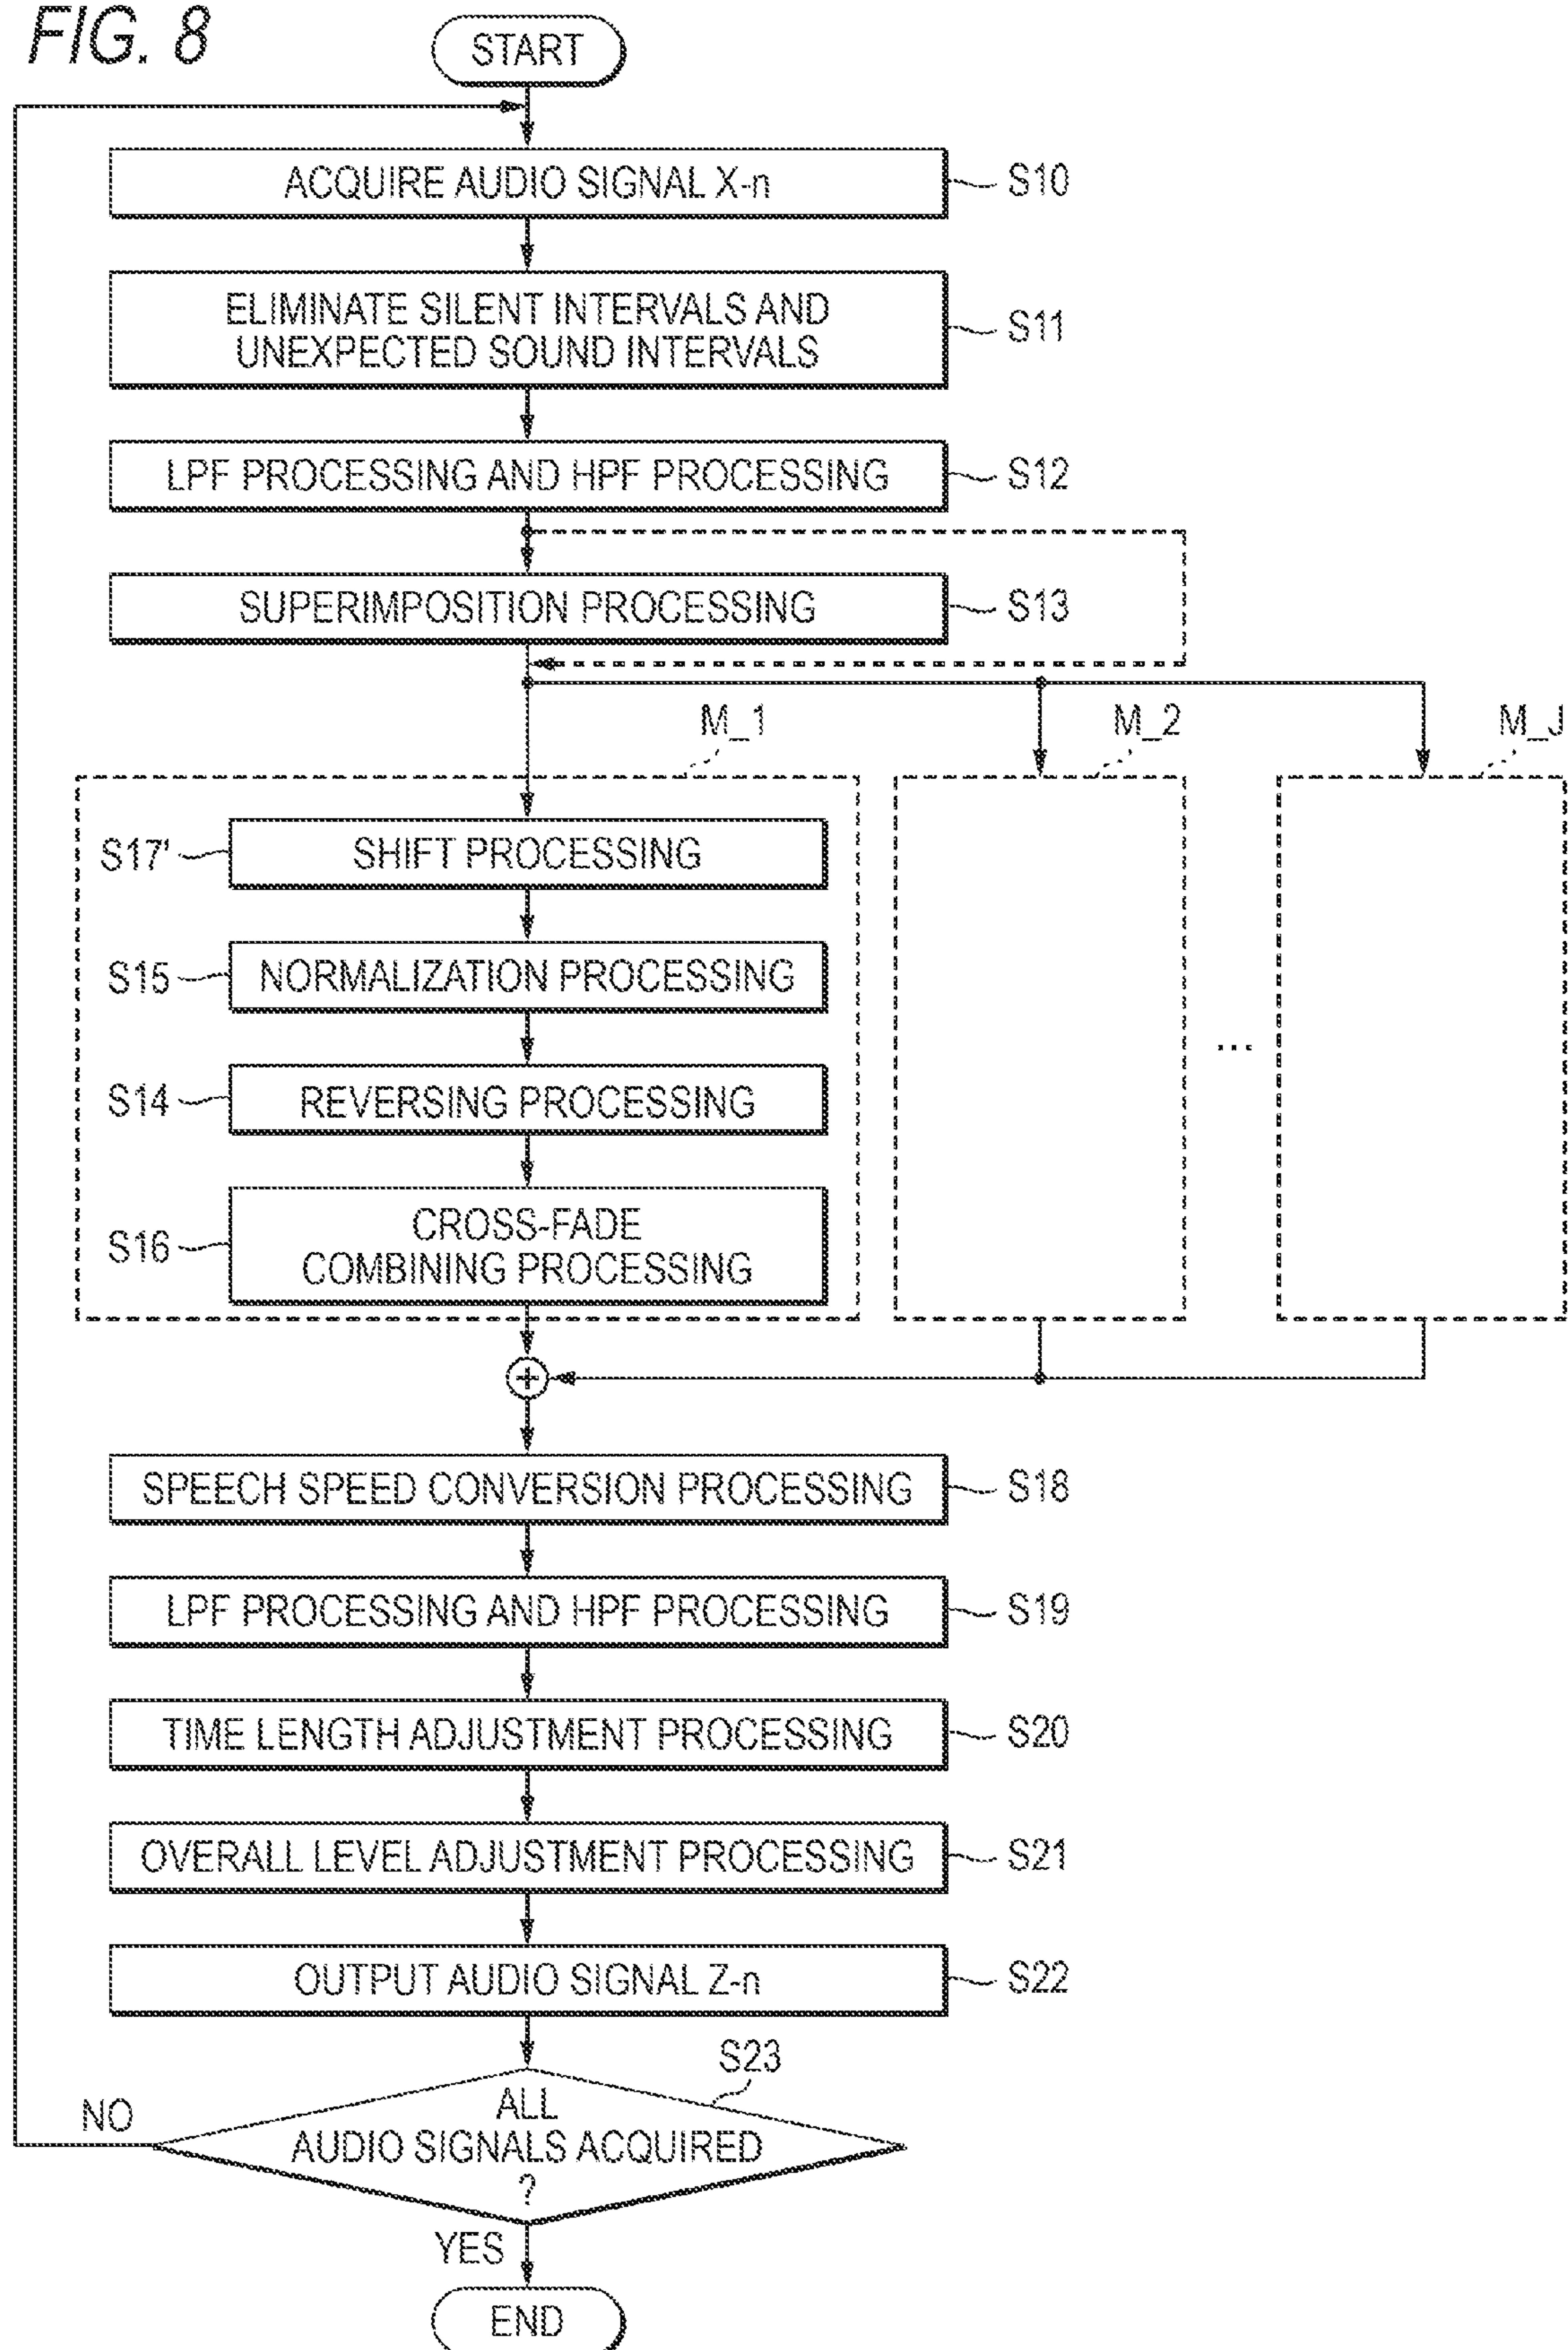 FIG. 8
START
ACQUIRE AUDIO SIGNAL X-n
S10
ELIMINATE SILENT INTERVALS AND
UNEXPECTED SOUND INTERVALS
S11
LPF PROCESSING AND HPF PROCESSING
S12
SUPERIMPOSITION PROCESSING
S13
M_1
M_2
M_J
S17'
SHIFT PROCESSING
S15
NORMALIZATION PROCESSING
...
S14
REVERSING PROCESSING
S16
CROSS-FADE
COMBINING PROCESSING
+
SPEECH SPEED CONVERSION PROCESSING
S18
LPF PROCESSING AND HPF PROCESSING
S19
TIME LENGTH ADJUSTMENT PROCESSING
S20
OVERALL LEVEL ADJUSTMENT PROCESSING
S21
OUTPUT AUDIO SIGNAL Z-n
S22
S23
NO
ALL
AUDIO SIGNALS ACQUIRED
?
YES
END